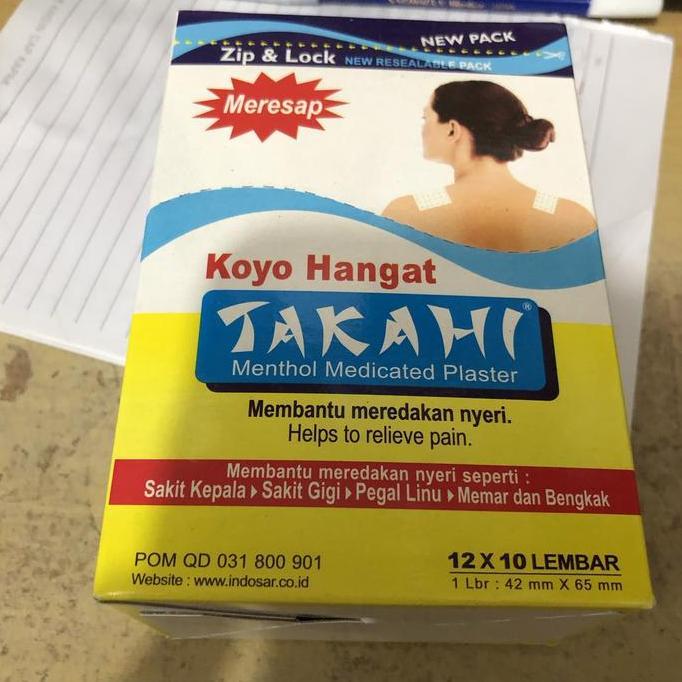 NEW PACK
Zip & Lock NEW RESEALABLE PACK
Meresap
Koyo Hangat
TAKAHI®
Menthol Medicated Plaster
Membantu meredakan nyeri.
Helps to relieve pain.
Membantu meredakan nyeri seperti :
Sakit Kepala ▸ Sakit Gigi ▸ Pegal Linu ▸ Memar dan Bengkak
POM QD 031 800 901
Website : www.indosar.co.id
12 X 10 LEMBAR
1 Lbr : 42 mm X 65 mm